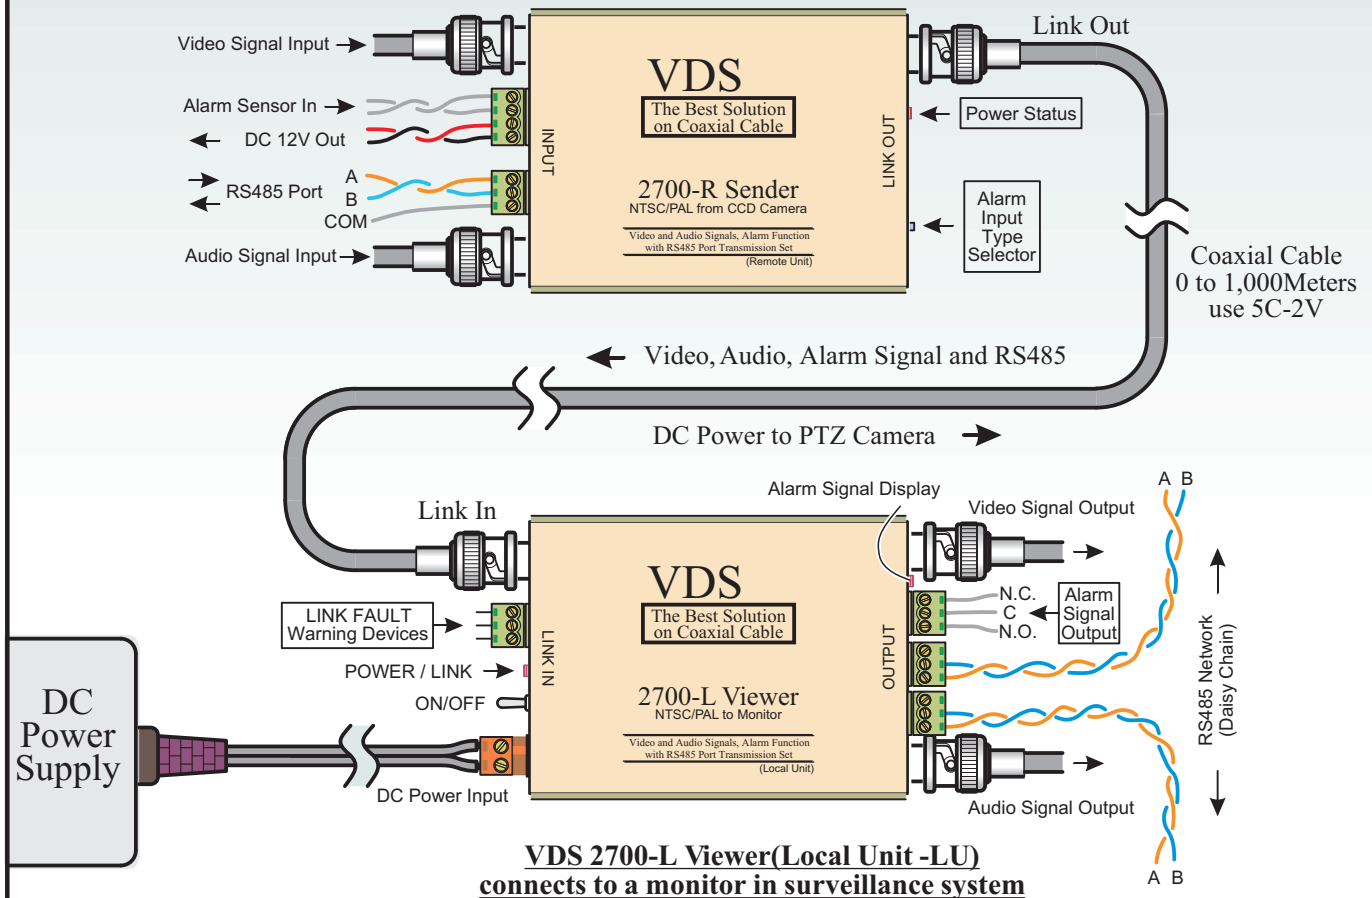 Video Signal Input
Alarm Sensor In
DC 12V Out
RS485 Port
A
B
COM
Audio Signal Input
INPUT
VDS
The Best Solution
on Coaxial Cable
2700-R Sender
NTSC/PAL from CCD Camera
Video and Audio Signals, Alarm Function
with RS485 Port Transmission Set
(Remote Unit)
LINK OUT
Link Out
Power Status
Alarm
Input
Type
Selector
Coaxial Cable
0 to 1,000Meters
use 5C-2V
Video, Audio, Alarm Signal and RS485
DC Power to PTZ Camera
Link In
LINK FAULT
Warning Devices
POWER / LINK
ON/OFF
DC
Power
Supply
DC Power Input
LINK IN
VDS
The Best Solution
on Coaxial Cable
2700-L Viewer
NTSC/PAL to Monitor
Video and Audio Signals, Alarm Function
with RS485 Port Transmission Set
(Local Unit)
OUTPUT
Alarm Signal Display
Video Signal Output
A B
N.C.
C
N.O.
Alarm
Signal
Output
RS485 Network
(Daisy Chain)
Audio Signal Output
A B
VDS 2700-L Viewer(Local Unit -LU)
connects to a monitor in surveillance system